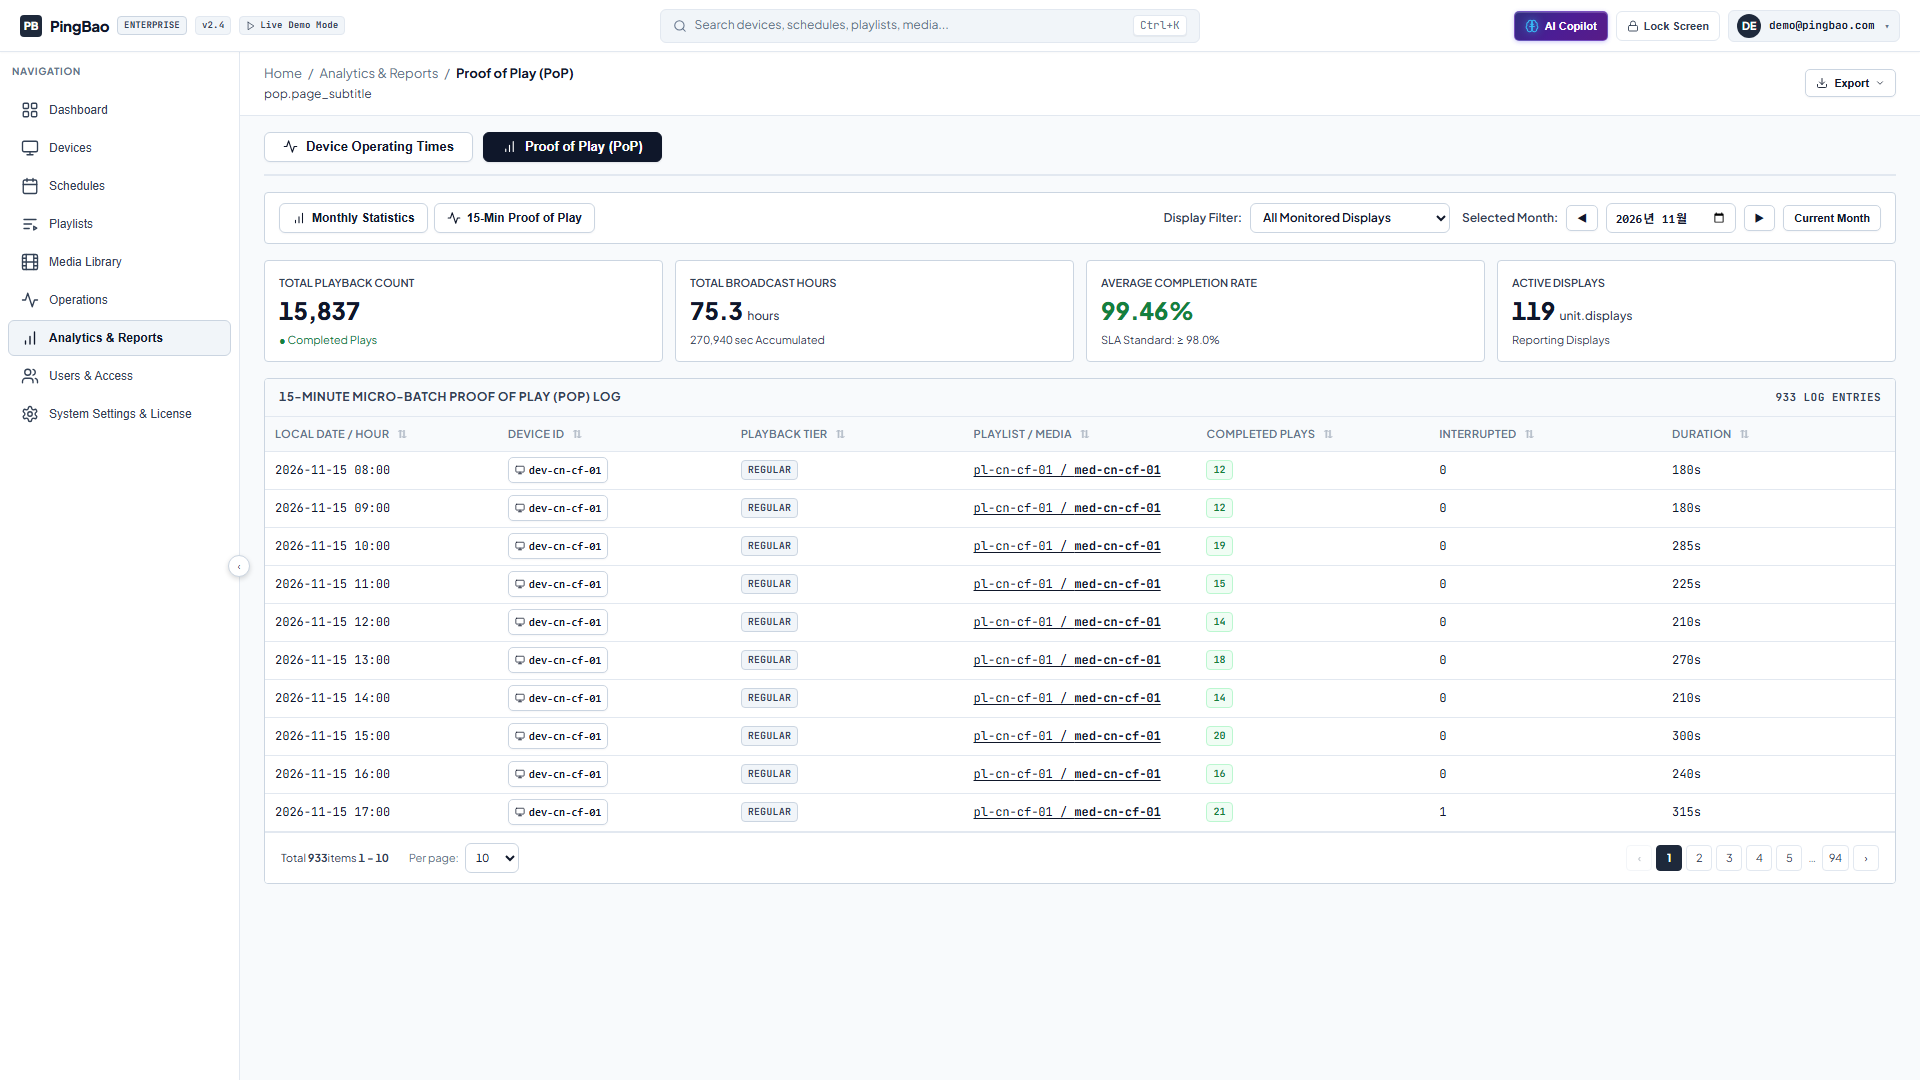 PB PingBao ENTERPRISE v2.4 Live Demo Mode
Search devices, schedules, playlists, media... Ctrl+K
AI Copilot Lock Screen DE demo@pingbao.com
NAVIGATION
Dashboard
Devices
Schedules
Playlists
Media Library
Operations
Analytics & Reports
Users & Access
System Settings & License
Home / Analytics & Reports / Proof of Play (PoP)
pop.page_subtitle
Export
Device Operating Times Proof of Play (PoP)
Monthly Statistics 15-Min Proof of Play
Display Filter: All Monitored Displays Selected Month: ◀ 2026년 11월 ▶ Current Month
TOTAL PLAYBACK COUNT
15,837
● Completed Plays
TOTAL BROADCAST HOURS
75.3 hours
270,940 sec Accumulated
AVERAGE COMPLETION RATE
99.46%
SLA Standard: ≥ 98.0%
ACTIVE DISPLAYS
119 unit.displays
Reporting Displays
15-MINUTE MICRO-BATCH PROOF OF PLAY (POP) LOG 933 LOG ENTRIES
LOCAL DATE / HOUR ⇅ DEVICE ID ⇅ PLAYBACK TIER ⇅ PLAYLIST / MEDIA ⇅ COMPLETED PLAYS ⇅ INTERRUPTED ⇅ DURATION ⇅
2026-11-15 08:00 dev-cn-cf-01 REGULAR pl-cn-cf-01 / med-cn-cf-01 12 0 180s
2026-11-15 09:00 dev-cn-cf-01 REGULAR pl-cn-cf-01 / med-cn-cf-01 12 0 180s
2026-11-15 10:00 dev-cn-cf-01 REGULAR pl-cn-cf-01 / med-cn-cf-01 19 0 285s
2026-11-15 11:00 dev-cn-cf-01 REGULAR pl-cn-cf-01 / med-cn-cf-01 15 0 225s
2026-11-15 12:00 dev-cn-cf-01 REGULAR pl-cn-cf-01 / med-cn-cf-01 14 0 210s
2026-11-15 13:00 dev-cn-cf-01 REGULAR pl-cn-cf-01 / med-cn-cf-01 18 0 270s
2026-11-15 14:00 dev-cn-cf-01 REGULAR pl-cn-cf-01 / med-cn-cf-01 14 0 210s
2026-11-15 15:00 dev-cn-cf-01 REGULAR pl-cn-cf-01 / med-cn-cf-01 20 0 300s
2026-11-15 16:00 dev-cn-cf-01 REGULAR pl-cn-cf-01 / med-cn-cf-01 16 0 240s
2026-11-15 17:00 dev-cn-cf-01 REGULAR pl-cn-cf-01 / med-cn-cf-01 21 1 315s
Total 933items 1 – 10 Per page: 10 ‹ 1 2 3 4 5 … 94 ›